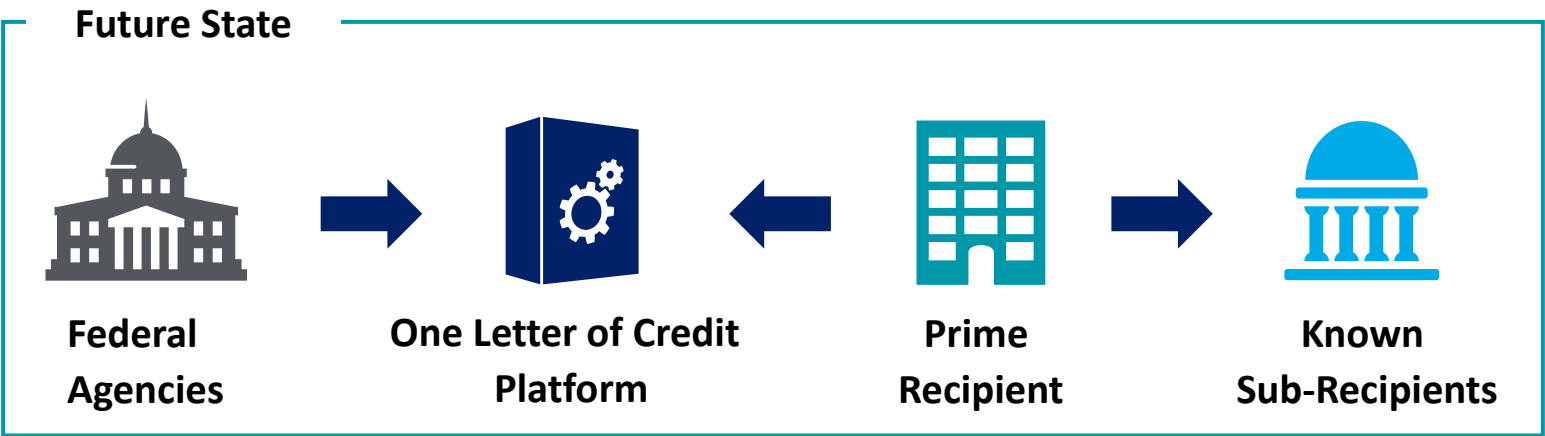 Future State
Federal
Agencies
One Letter of Credit
Platform
Prime
Recipient
Known
Sub-Recipients